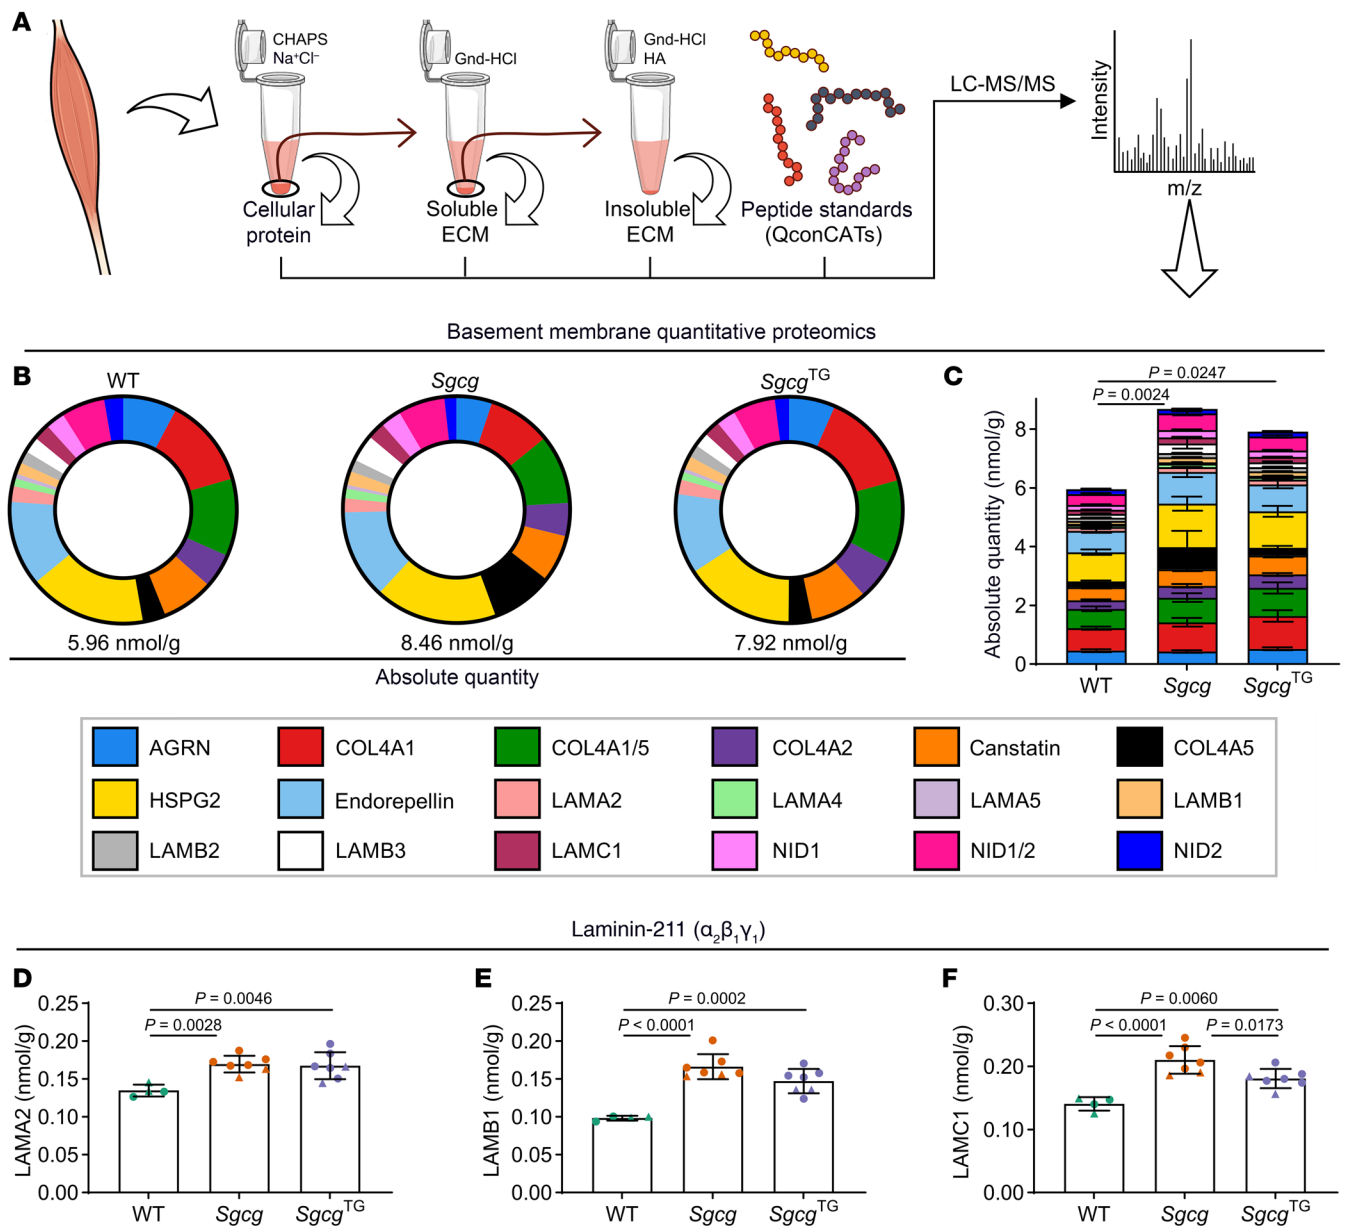 A
CHAPS
Na⁺Cl⁻
Gnd-HCl
Gnd-HCl
HA
Cellular
protein
Soluble
ECM
Insoluble
ECM
Peptide standards
(QconCATs)
LC-MS/MS
Intensity
m/z
Basement membrane quantitative proteomics
B
WT
Sgcg
Sgcgᵀᴳ
5.96 nmol/g
8.46 nmol/g
7.92 nmol/g
Absolute quantity
C
P = 0.0247
P = 0.0024
Absolute quantity (nmol/g)
8
6
4
2
0
WT
Sgcg
Sgcgᵀᴳ
AGRN
COL4A1
COL4A1/5
COL4A2
Canstatin
COL4A5
HSPG2
Endorepellin
LAMA2
LAMA4
LAMA5
LAMB1
LAMB2
LAMB3
LAMC1
NID1
NID1/2
NID2
Laminin-211 (α₂β₁γ₁)
D
P = 0.0046
P = 0.0028
LAMA2 (nmol/g)
0.25
0.20
0.15
0.10
0.05
0.00
WT
Sgcg
Sgcgᵀᴳ
E
P = 0.0002
P < 0.0001
LAMB1 (nmol/g)
0.25
0.20
0.15
0.10
0.05
0.00
WT
Sgcg
Sgcgᵀᴳ
F
P = 0.0060
P < 0.0001
P = 0.0173
LAMC1 (nmol/g)
0.30
0.20
0.10
0.00
WT
Sgcg
Sgcgᵀᴳ